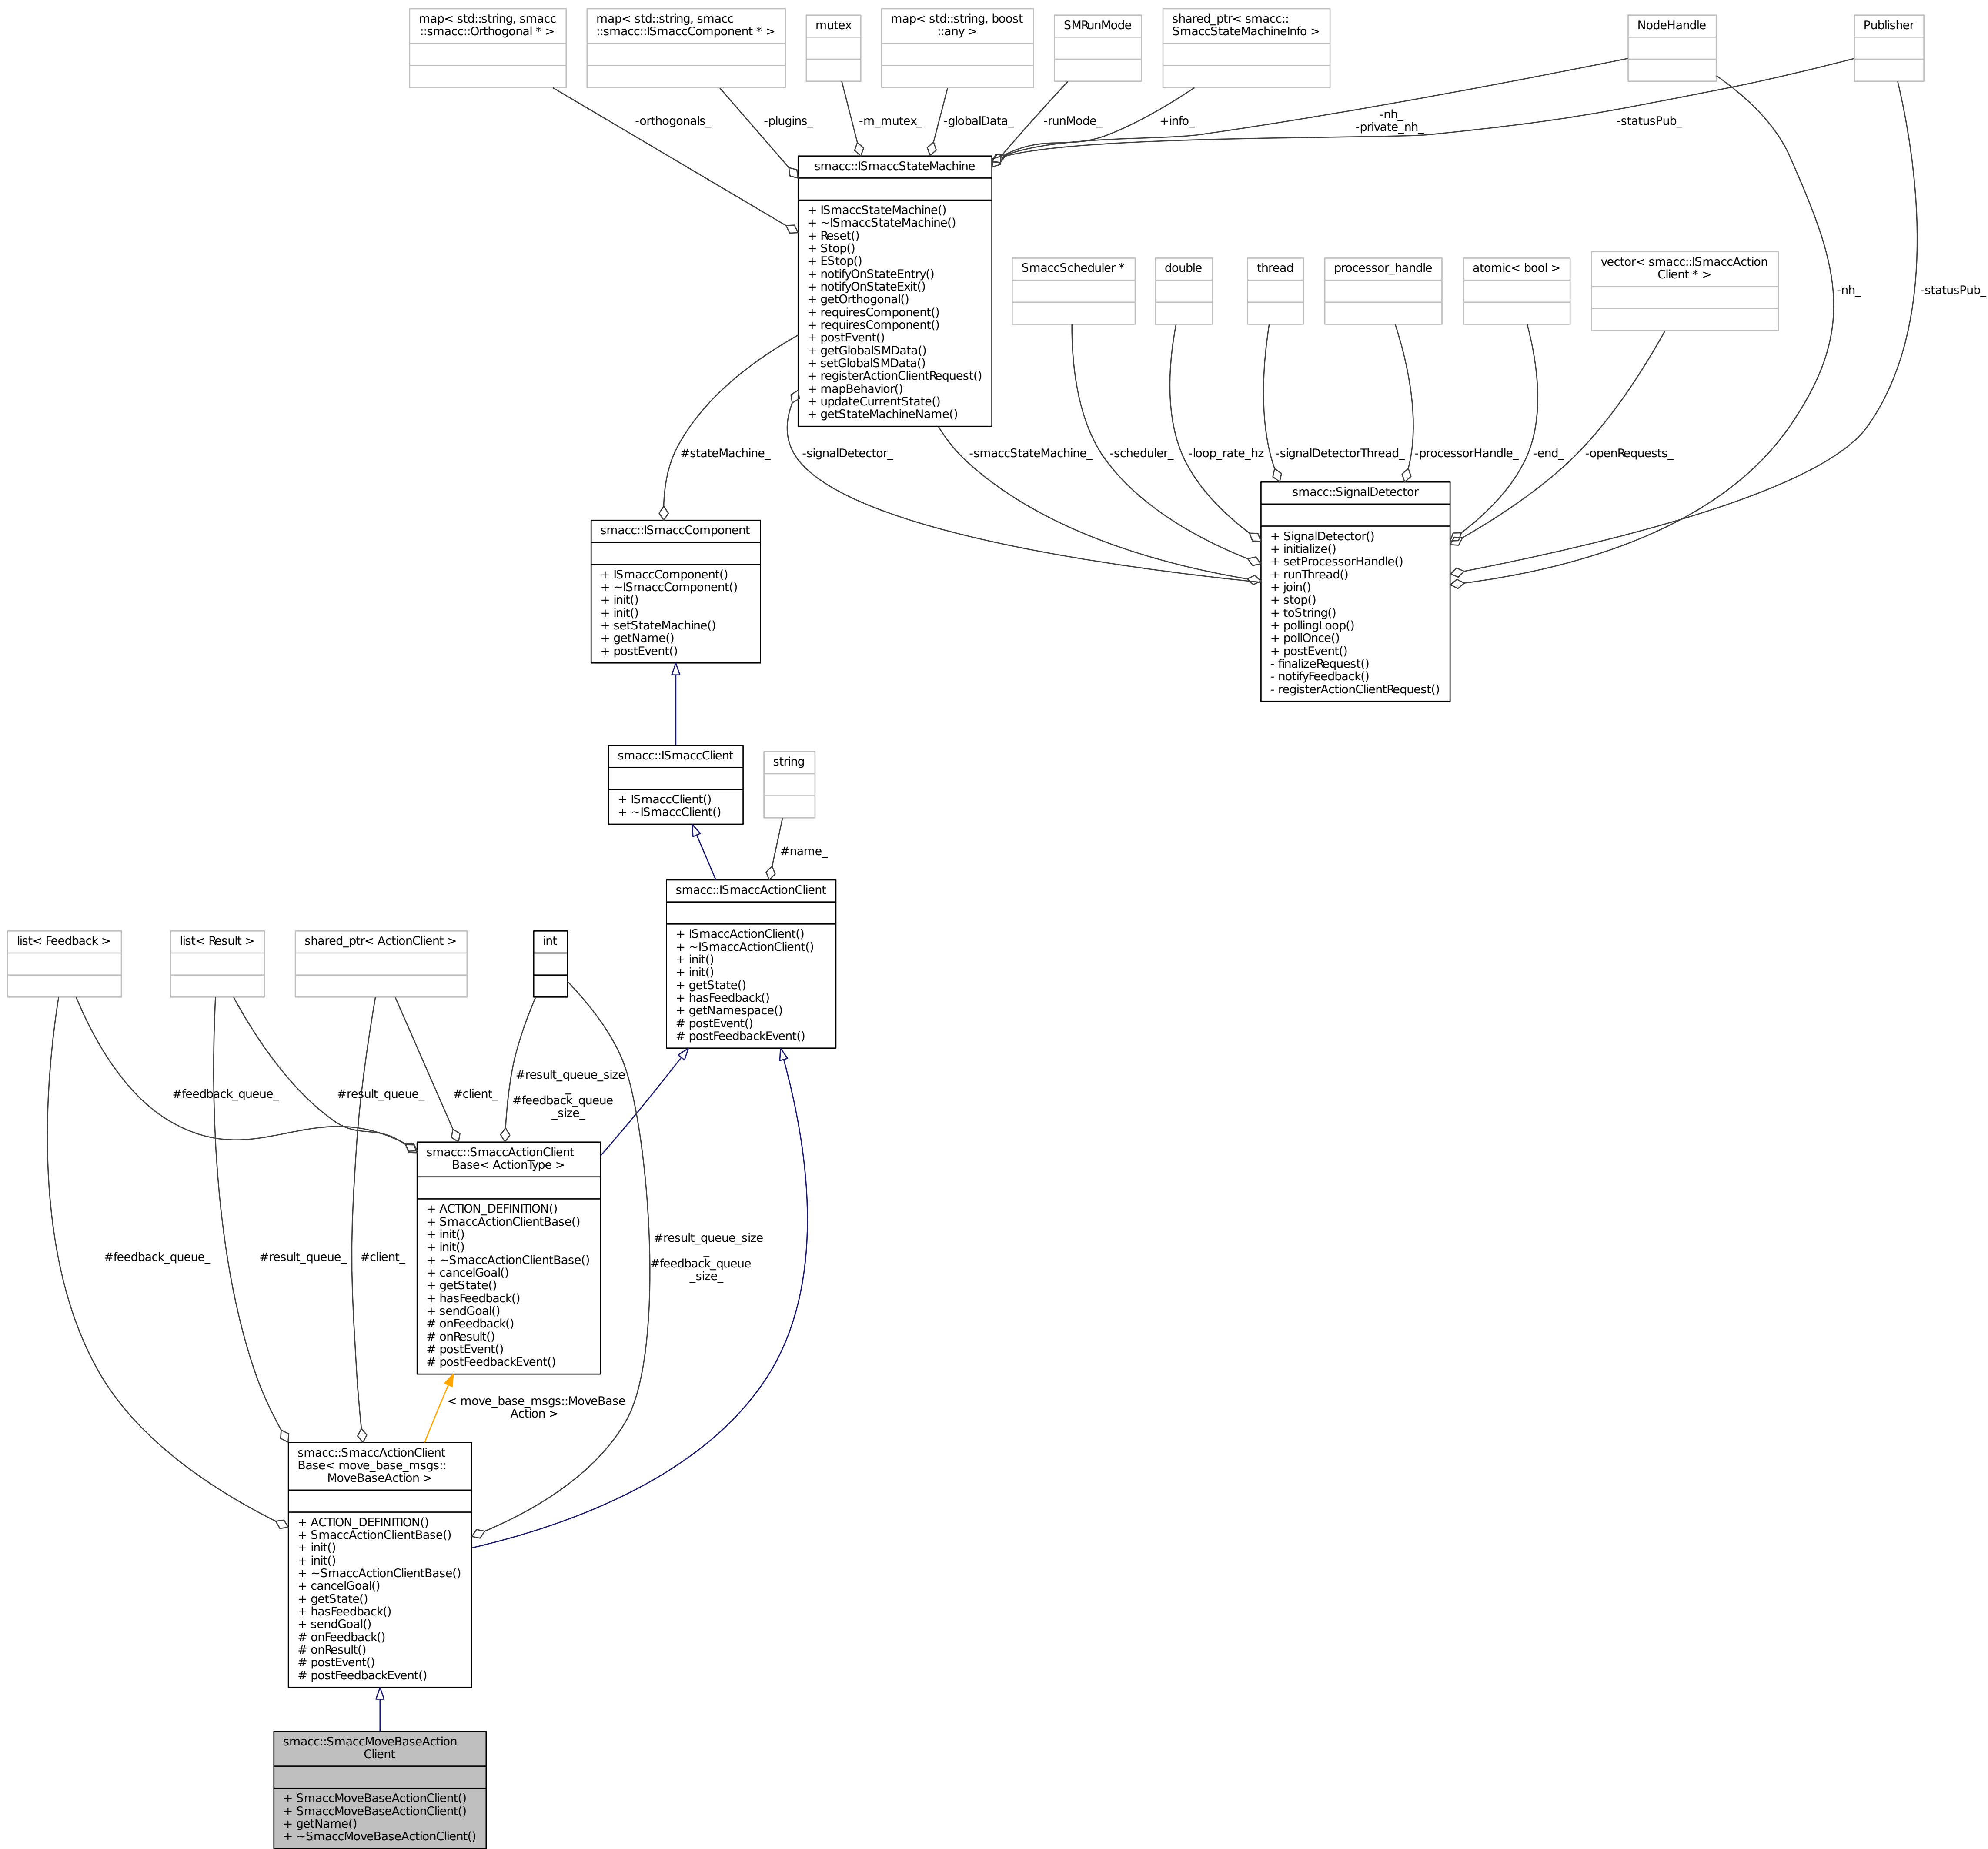 map< std::string, smacc
::smacc::Orthogonal * >
map< std::string, smacc
::smacc::ISmaccComponent * >
mutex
map< std::string, boost
::any >
SMRunMode
shared_ptr< smacc::
SmaccStateMachineInfo >
NodeHandle
Publisher
-orthogonals_
-plugins_
-m_mutex_
-globalData_
-runMode_
+info_
-nh_
-private_nh_
-statusPub_
smacc::ISmaccStateMachine
+ ISmaccStateMachine()
+ ~ISmaccStateMachine()
+ Reset()
+ Stop()
+ EStop()
+ notifyOnStateEntry()
+ notifyOnStateExit()
+ getOrthogonal()
+ requiresComponent()
+ requiresComponent()
+ postEvent()
+ getGlobalSMData()
+ setGlobalSMData()
+ registerActionClientRequest()
+ mapBehavior()
+ updateCurrentState()
+ getStateMachineName()
SmaccScheduler *
double
thread
processor_handle
atomic< bool >
vector< smacc::ISmaccAction
Client * >
-nh_
-statusPub_
#stateMachine_
-signalDetector_
-smaccStateMachine_
-scheduler_
-loop_rate_hz
-signalDetectorThread_
-processorHandle_
-end_
-openRequests_
smacc::SignalDetector
+ SignalDetector()
+ initialize()
+ setProcessorHandle()
+ runThread()
+ join()
+ stop()
+ toString()
+ pollingLoop()
+ pollOnce()
+ postEvent()
- finalizeRequest()
- notifyFeedback()
- registerActionClientRequest()
smacc::ISmaccComponent
+ ISmaccComponent()
+ ~ISmaccComponent()
+ init()
+ init()
+ setStateMachine()
+ getName()
+ postEvent()
smacc::ISmaccClient
+ ISmaccClient()
+ ~ISmaccClient()
string
#name_
smacc::ISmaccActionClient
+ ISmaccActionClient()
+ ~ISmaccActionClient()
+ init()
+ init()
+ getState()
+ hasFeedback()
+ getNamespace()
# postEvent()
# postFeedbackEvent()
list< Feedback >
list< Result >
shared_ptr< ActionClient >
int
#feedback_queue_
#result_queue_
#client_
#result_queue_size
_
#feedback_queue
_size_
smacc::SmaccActionClient
Base< ActionType >
+ ACTION_DEFINITION()
+ SmaccActionClientBase()
+ init()
+ init()
+ ~SmaccActionClientBase()
+ cancelGoal()
+ getState()
+ hasFeedback()
+ sendGoal()
# onFeedback()
# onResult()
# postEvent()
# postFeedbackEvent()
#feedback_queue_
#result_queue_
#client_
#result_queue_size
_
#feedback_queue
_size_
< move_base_msgs::MoveBase
Action >
smacc::SmaccActionClient
Base< move_base_msgs::
MoveBaseAction >
+ ACTION_DEFINITION()
+ SmaccActionClientBase()
+ init()
+ init()
+ ~SmaccActionClientBase()
+ cancelGoal()
+ getState()
+ hasFeedback()
+ sendGoal()
# onFeedback()
# onResult()
# postEvent()
# postFeedbackEvent()
smacc::SmaccMoveBaseAction
Client
+ SmaccMoveBaseActionClient()
+ SmaccMoveBaseActionClient()
+ getName()
+ ~SmaccMoveBaseActionClient()